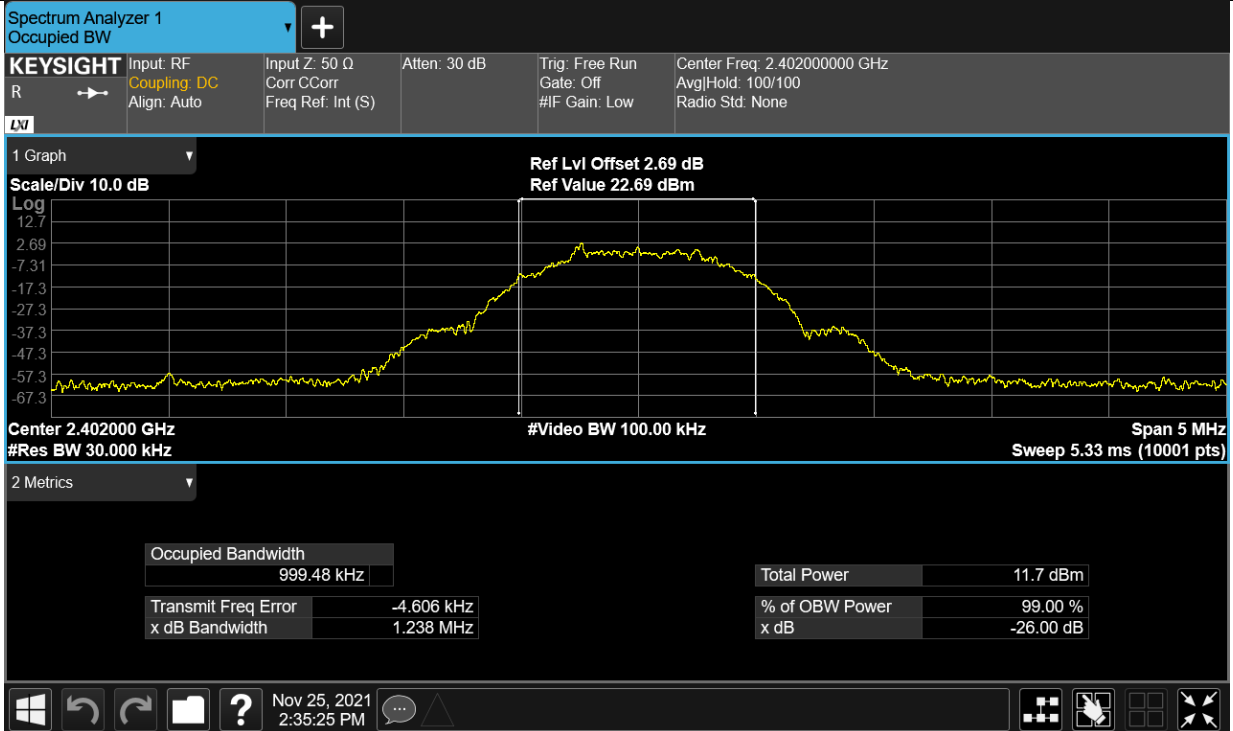 Spectrum Analyzer 1
Occupied BW
KEYSIGHT
R
LXI
Input: RF
Coupling: DC
Align: Auto
Input Z: 50 Ω
Corr CCorr
Freq Ref: Int (S)
Atten: 30 dB
Trig: Free Run
Gate: Off
#IF Gain: Low
Center Freq: 2.402000000 GHz
Avg|Hold: 100/100
Radio Std: None
1 Graph
Scale/Div 10.0 dB
Ref Lvl Offset 2.69 dB
Ref Value 22.69 dBm
Log
12.7
2.69
-7.31
-17.3
-27.3
-37.3
-47.3
-57.3
-67.3
Center 2.402000 GHz
#Video BW 100.00 kHz
Span 5 MHz
#Res BW 30.000 kHz
Sweep 5.33 ms (10001 pts)
2 Metrics
Occupied Bandwidth
999.48 kHz
Total Power 11.7 dBm
Transmit Freq Error -4.606 kHz
% of OBW Power 99.00 %
x dB Bandwidth 1.238 MHz
x dB -26.00 dB
?
Nov 25, 2021
2:35:25 PM